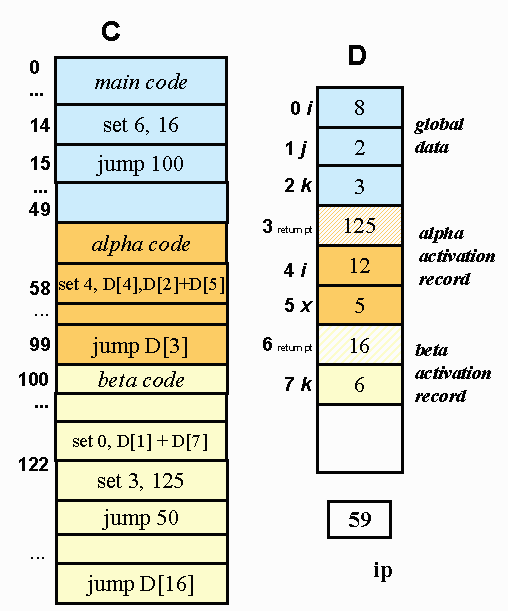 C
0
...
main code
14
set 6, 16
15
jump 100
...
49
alpha code
58
set 4, D[4],D[2]+D[5]
...
99
jump D[3]
100
beta code
...
set 0, D[1] + D[7]
122
set 3, 125
jump 50
...
jump D[16]
D
0 i
8
global
data
1 j
2
2 k
3
3 return pt
125
alpha
activation
record
4 i
12
5 x
5
6 return pt
16
beta
activation
record
7 k
6
59
ip